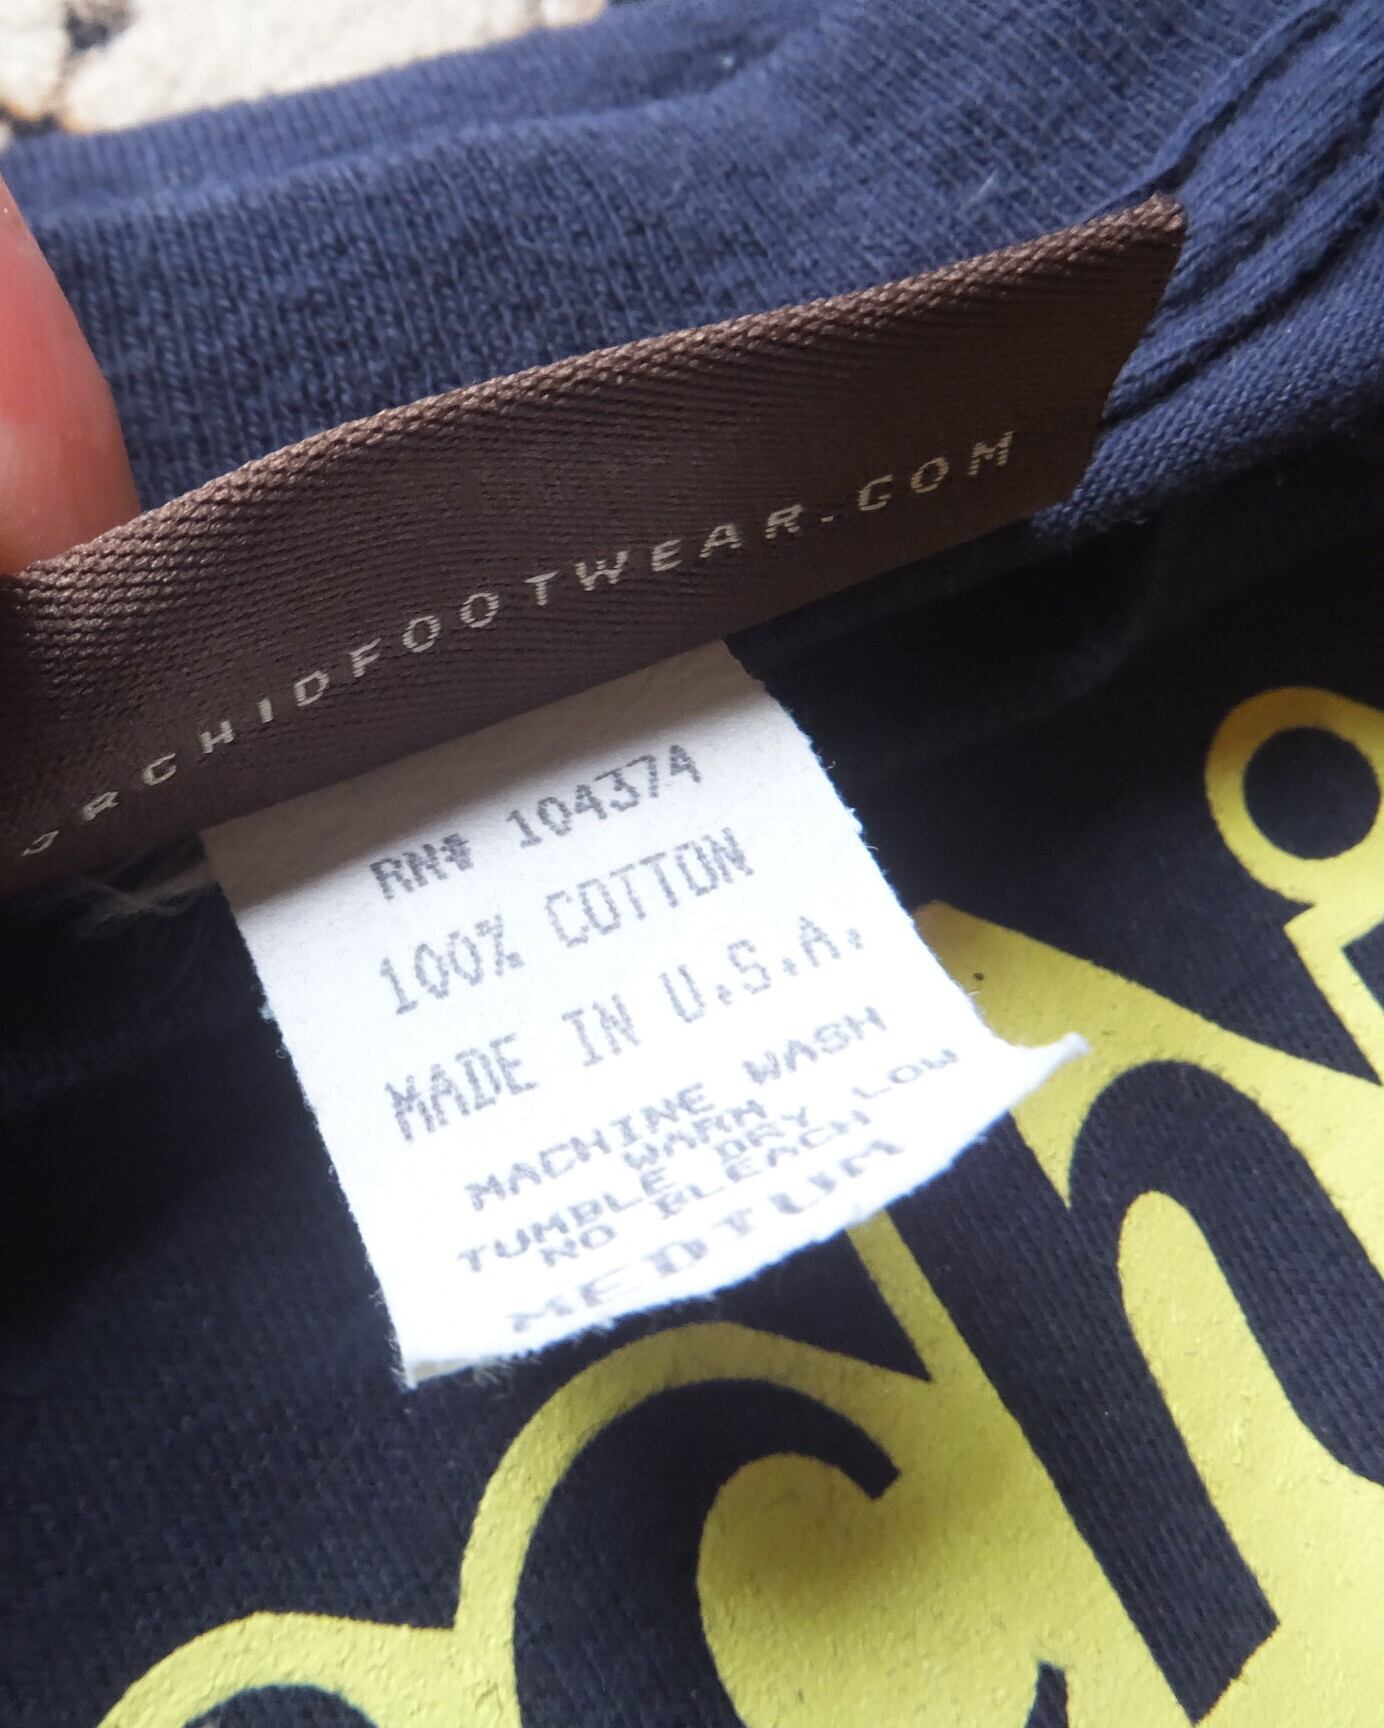 ORCHIDFOOTWEAR.COM
RN# 104374
100% COTTON
MADE IN U.S.A.
MACHINE WASH
WARM
TUMBLE DRY LOW
NO BLEACH
MEDIUM